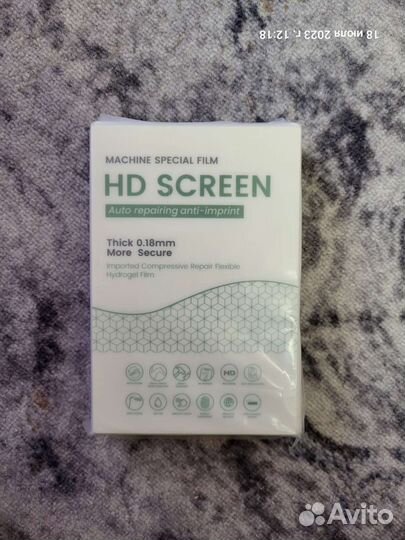 18 июля 2023 г., 12:18
MACHINE SPECIAL FILM
HD SCREEN
Auto repairing anti-imprint
Thick 0.18mm
More Secure
Imported Compressive Repair Flexible
Hydrogel Film
HD
Avito